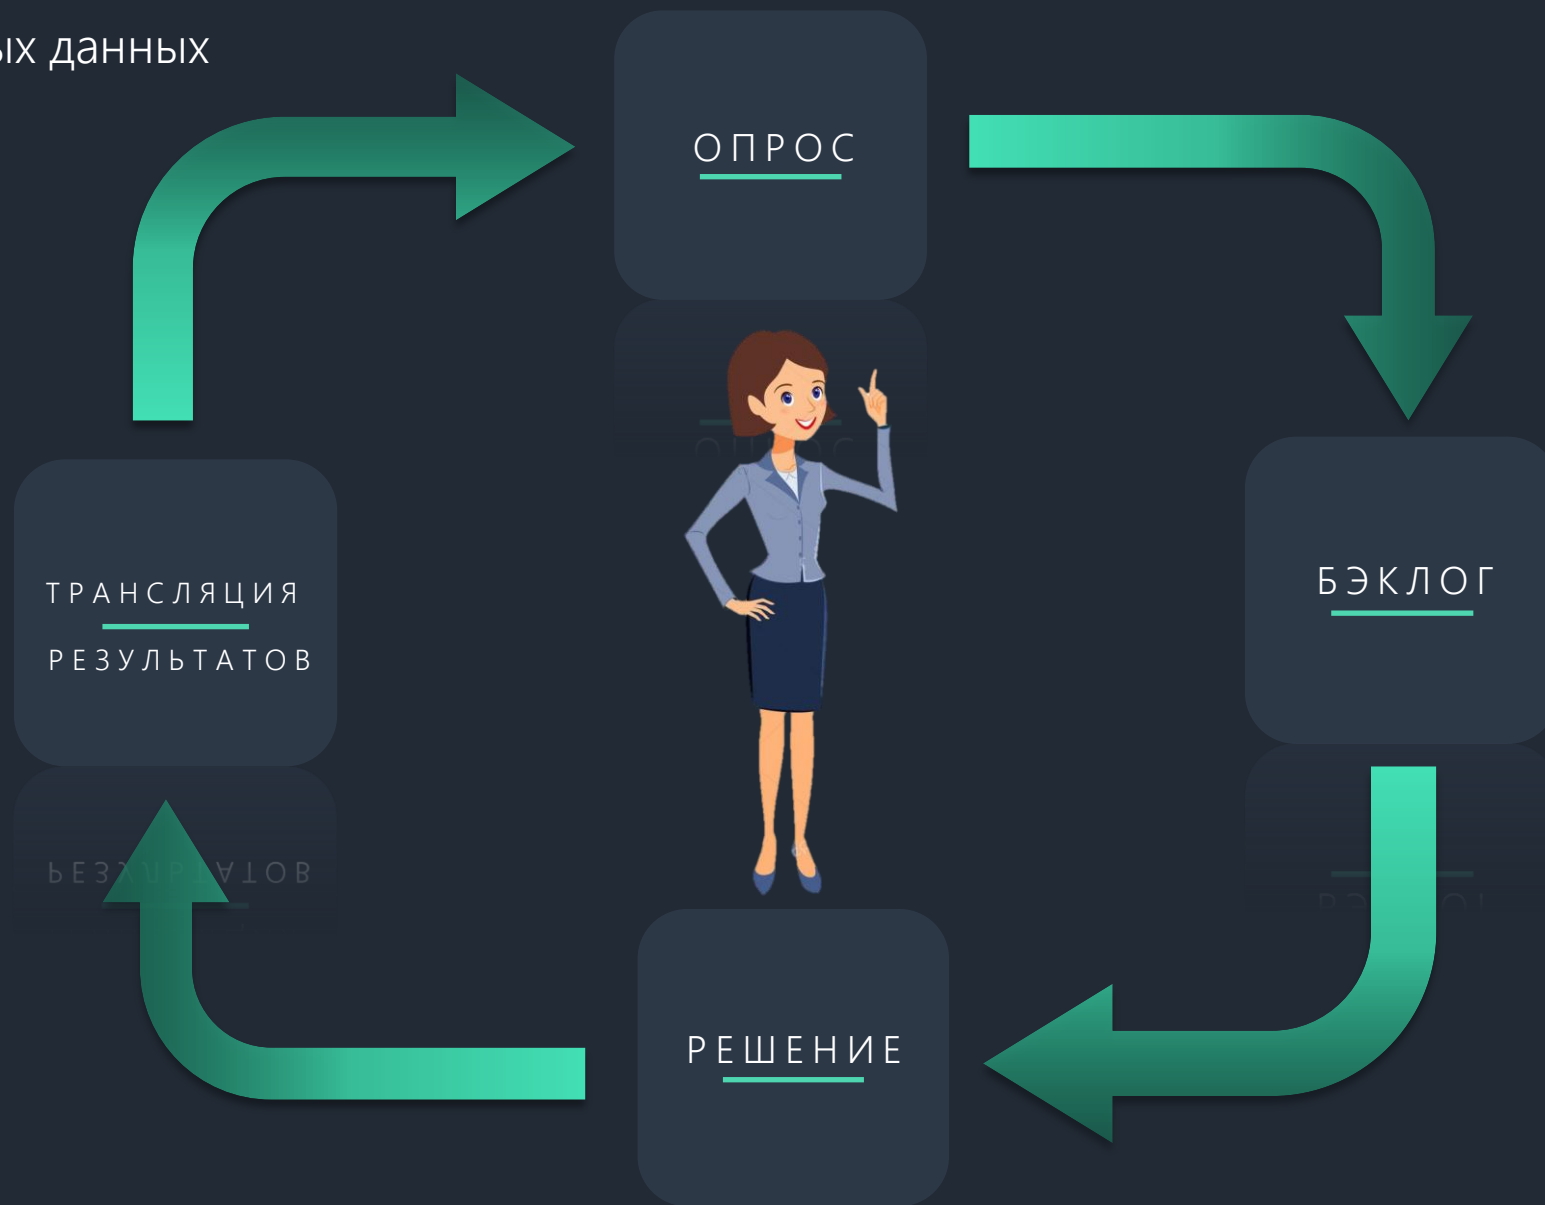 ых данных
ОПРОС
БЭКЛОГ
ТРАНСЛЯЦИЯ
РЕЗУЛЬТАТОВ
РЕШЕНИЕ